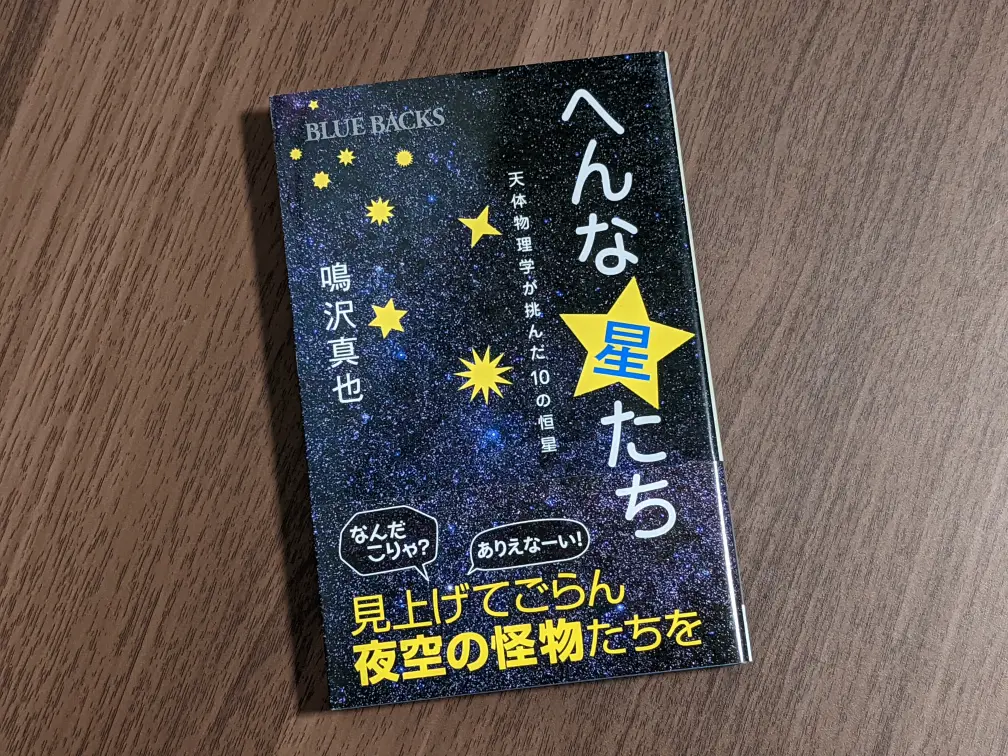 BLUE BACKS
へんな星たち
天体物理学が挑んだ10の恒星
鳴沢真也
なんだ
こりゃ?
ありえなーい!
見上げてごらん
夜空の怪物たちを